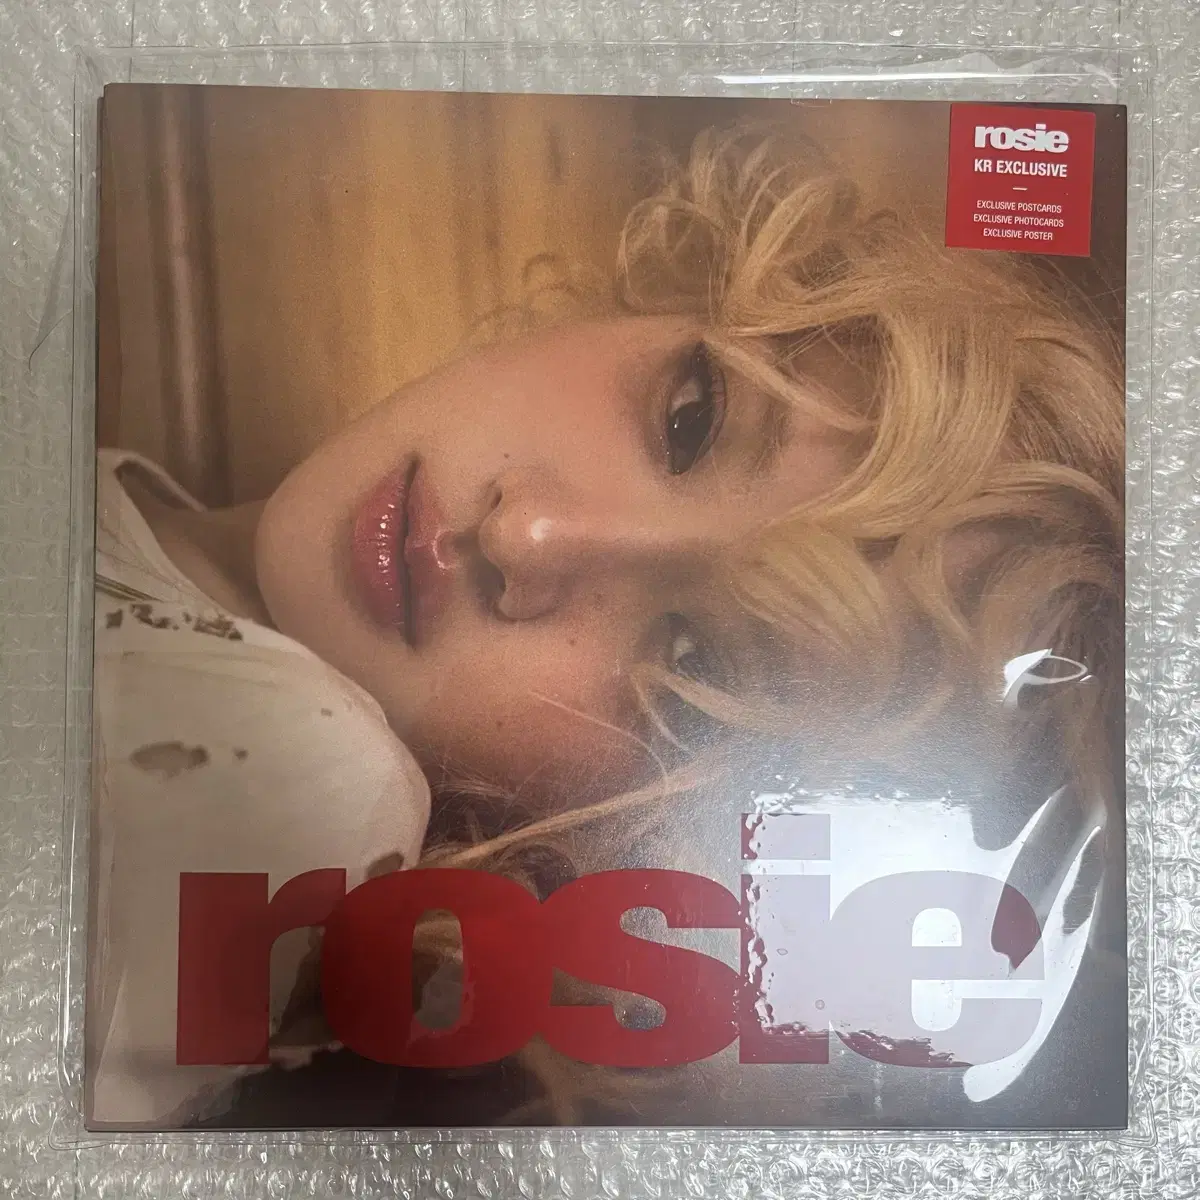 rosie
KR EXCLUSIVE
—
EXCLUSIVE POSTCARDS
EXCLUSIVE PHOTOCARDS
EXCLUSIVE POSTER
rosie